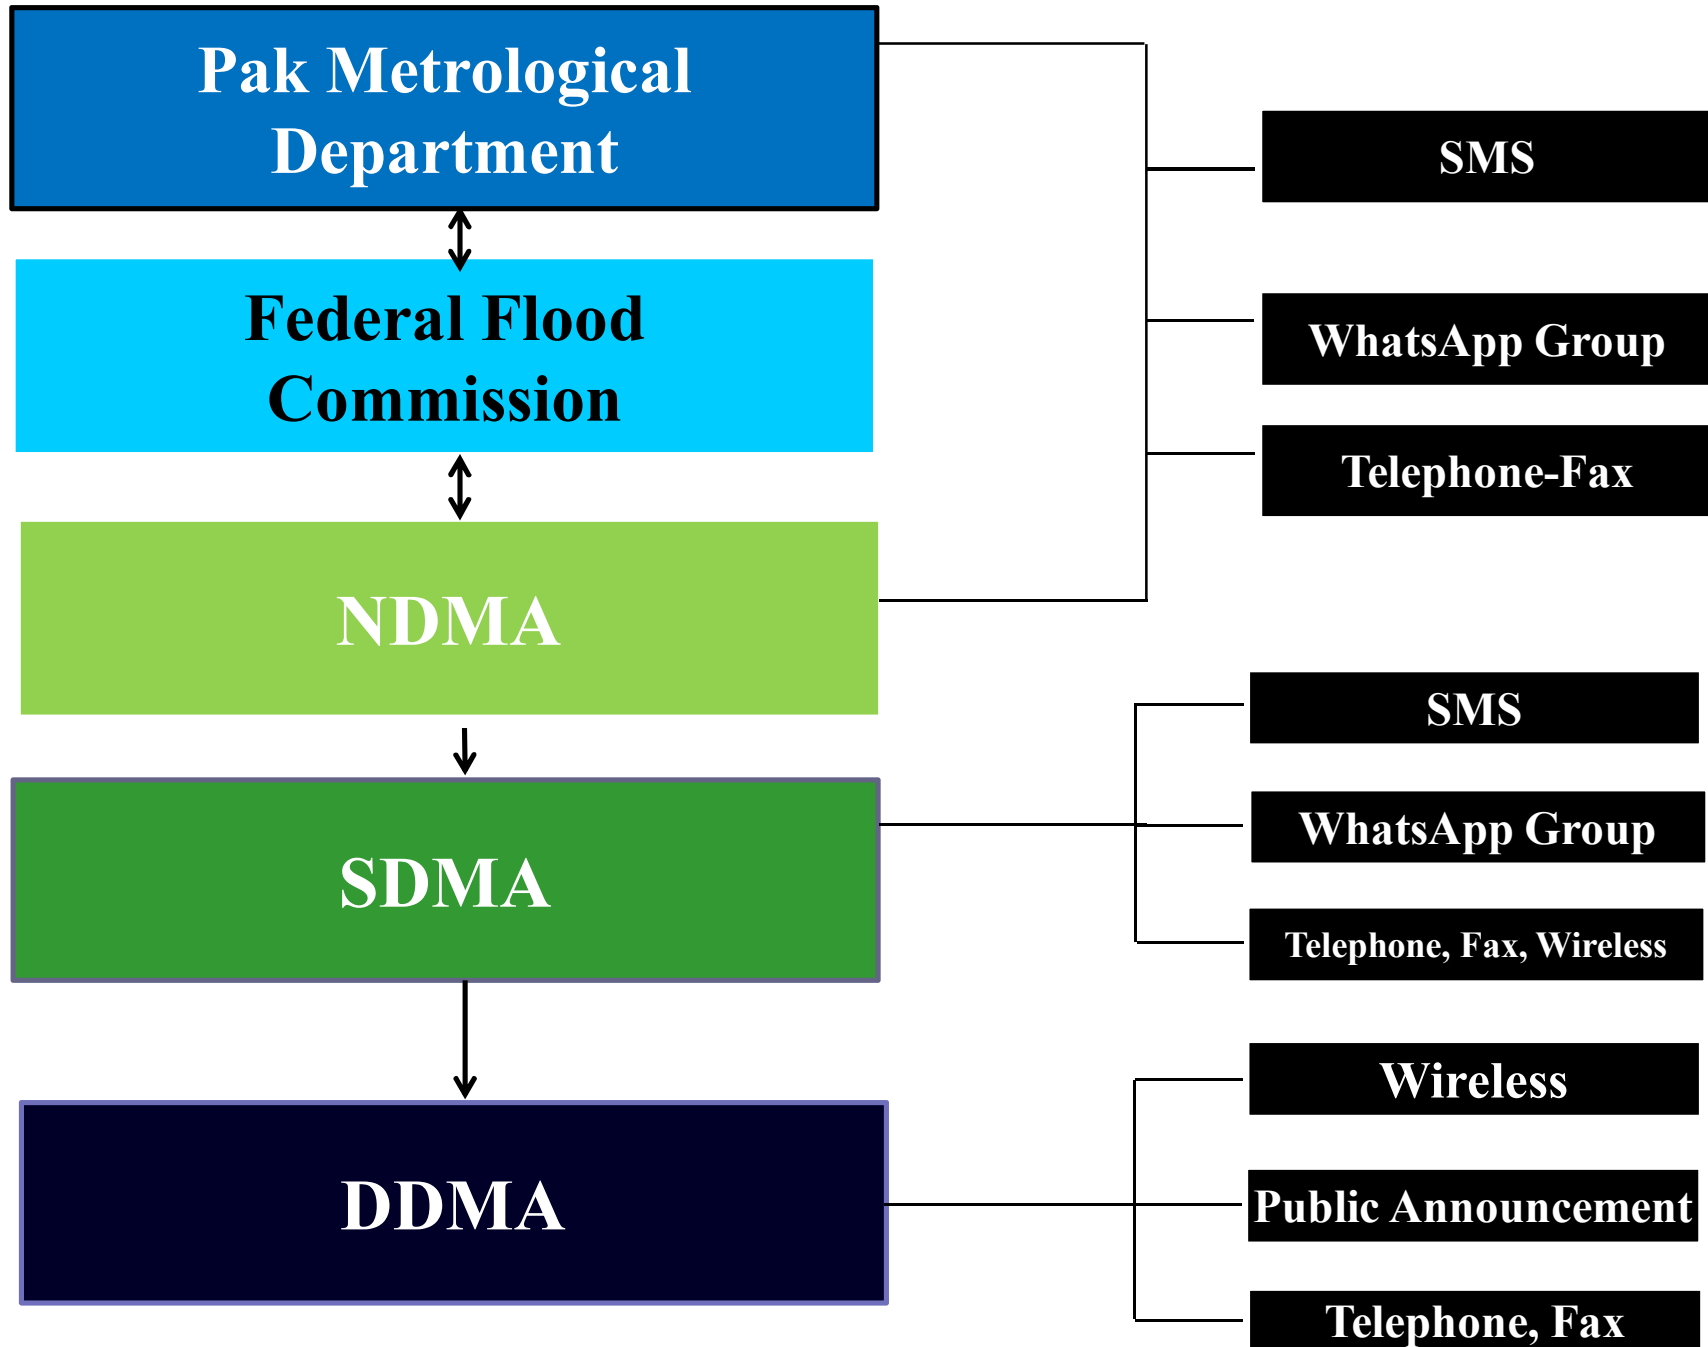 Pak Metrological
Department
SMS
Federal Flood
Commission
WhatsApp Group
Telephone-Fax
NDMA
SMS
WhatsApp Group
SDMA
Telephone, Fax, Wireless
Wireless
DDMA
Public Announcement
Telephone, Fax